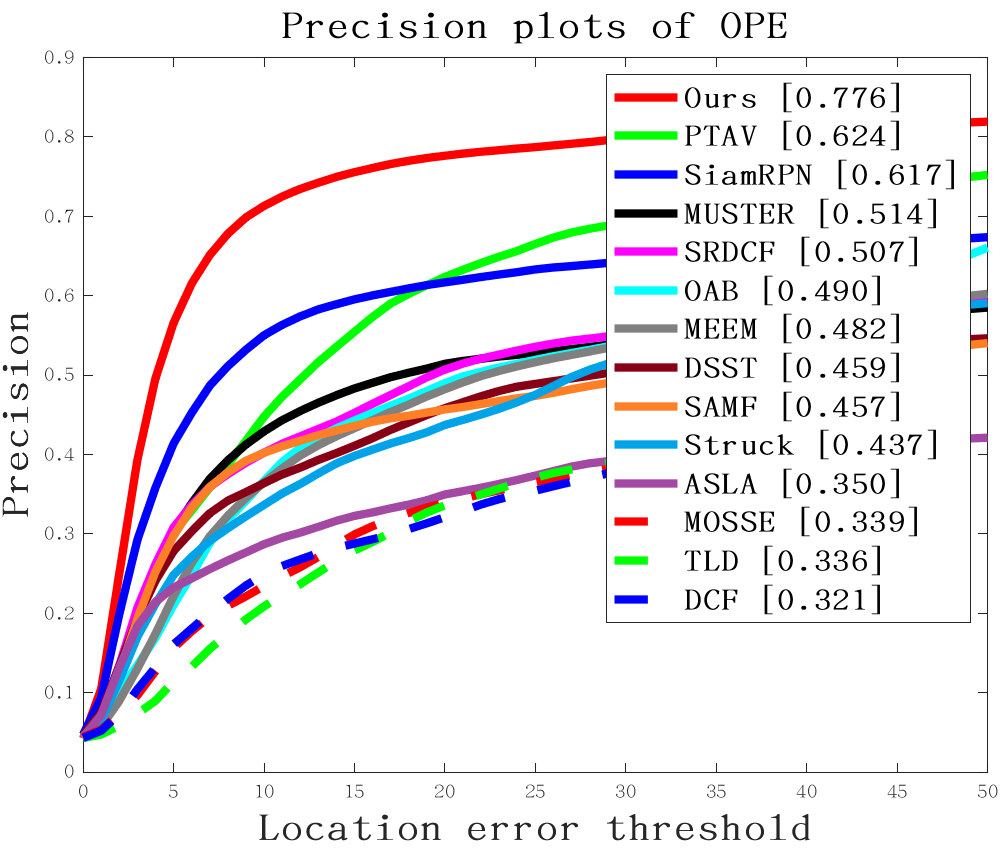 Precision plots of OPE
0.9
0.8
0.7
0.6
0.5
0.4
0.3
0.2
0.1
0
Precision
Ours [0.776]
PTAV [0.624]
SiamRPN [0.617]
MUSTER [0.514]
SRDCF [0.507]
OAB [0.490]
MEEM [0.482]
DSST [0.459]
SAMF [0.457]
Struck [0.437]
ASLA [0.350]
MOSSE [0.339]
TLD [0.336]
DCF [0.321]
0 5 10 15 20 25 30 35 40 45 50
Location error threshold